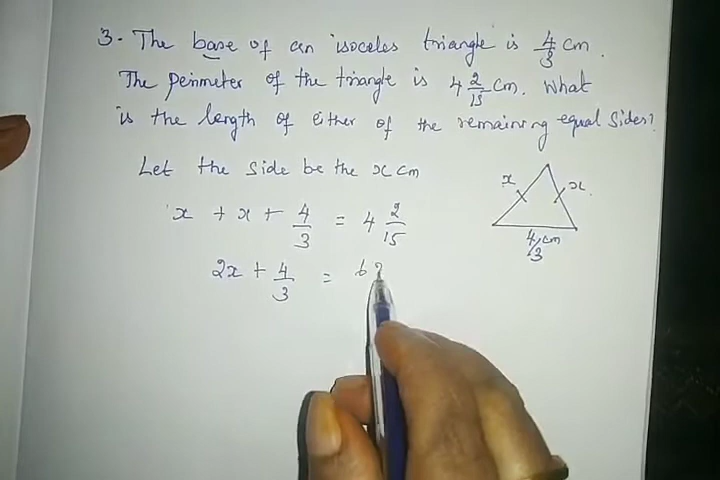 3. The base of an isoceles triangle is 4/3 cm.
The perimeter of the triangle is 4 2/15 cm. What
is the length of either of the remaining equal sides?
Let the side be the x cm
x + x + 4/3 = 4 2/15
2x + 4/3 = 62
x
x
4/3 cm